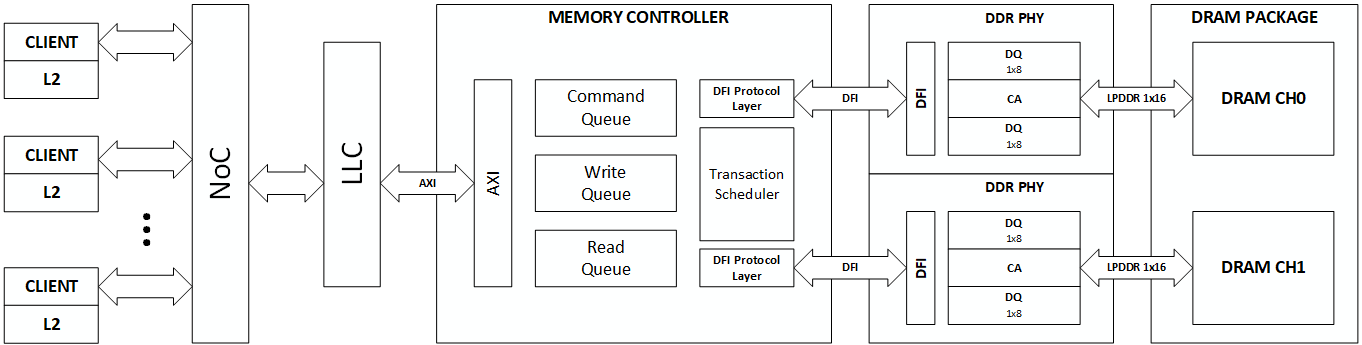 CLIENT
L2
CLIENT
L2
CLIENT
L2
NoC
LLC
AXI
MEMORY CONTROLLER
AXI
Command
Queue
Write
Queue
Read
Queue
DFI Protocol
Layer
Transaction
Scheduler
DFI Protocol
Layer
DFI
DFI
DDR PHY
DFI
DQ
1x8
CA
DQ
1x8
DDR PHY
DFI
DQ
1x8
CA
DQ
1x8
LPDDR 1x16
LPDDR 1x16
DRAM PACKAGE
DRAM CH0
DRAM CH1